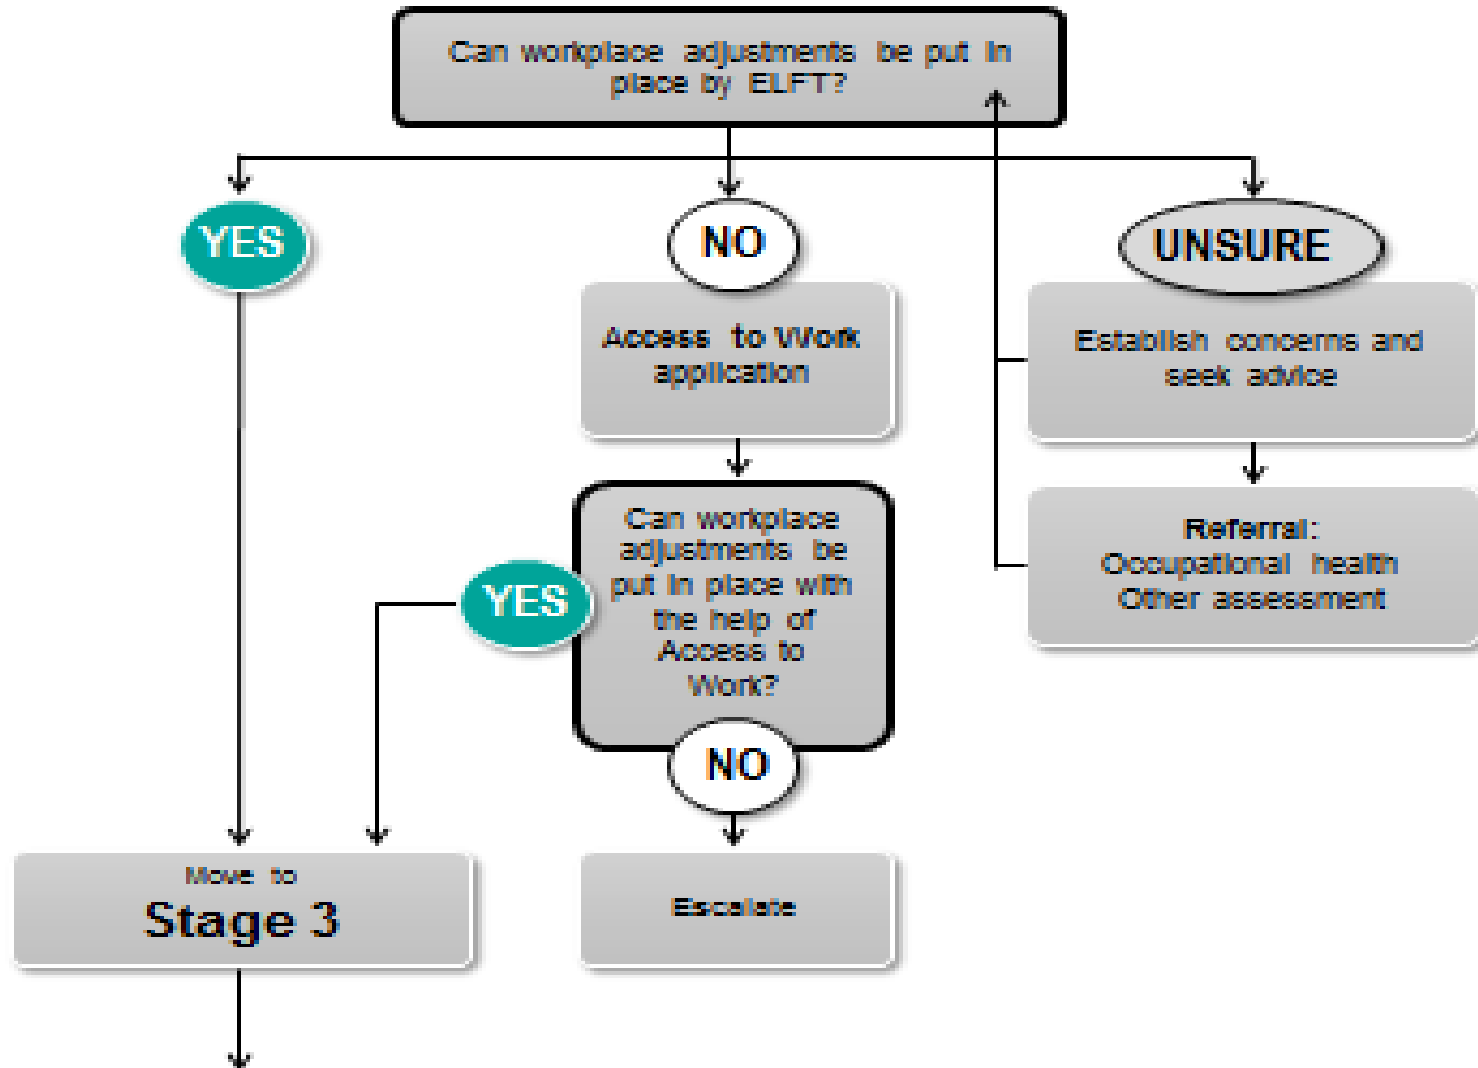 Can workplace adjustments be put in
place by ELFT?
YES
NO
UNSURE
Access to Work
application
Establish concerns and
seek advice
Can workplace
adjustments be
put in place with
the help of
Access to
Work?
YES
NO
Referral:
Occupational health
Other assessment
Move to
Stage 3
Escalate